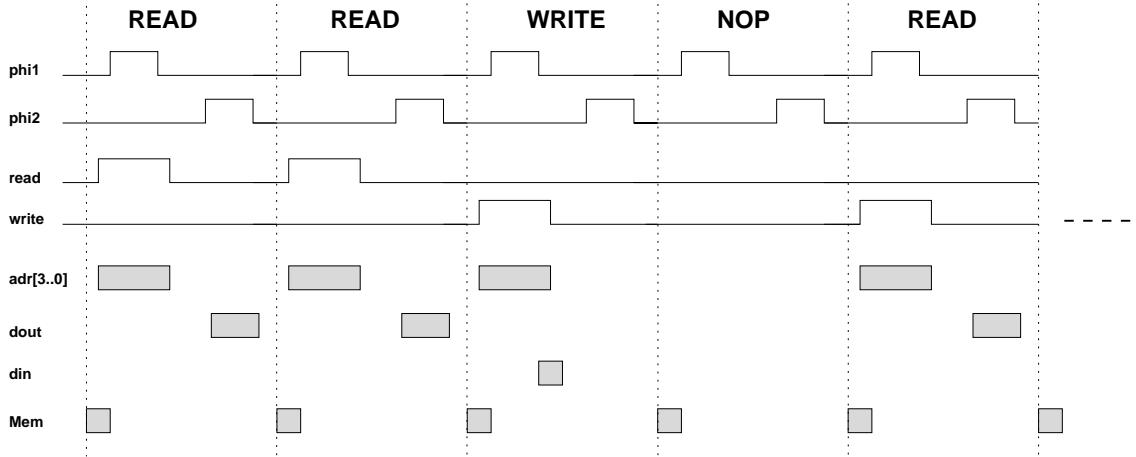 READ READ WRITE NOP READ
phi1
phi2
read
write
adr[3..0]
dout
din
Mem